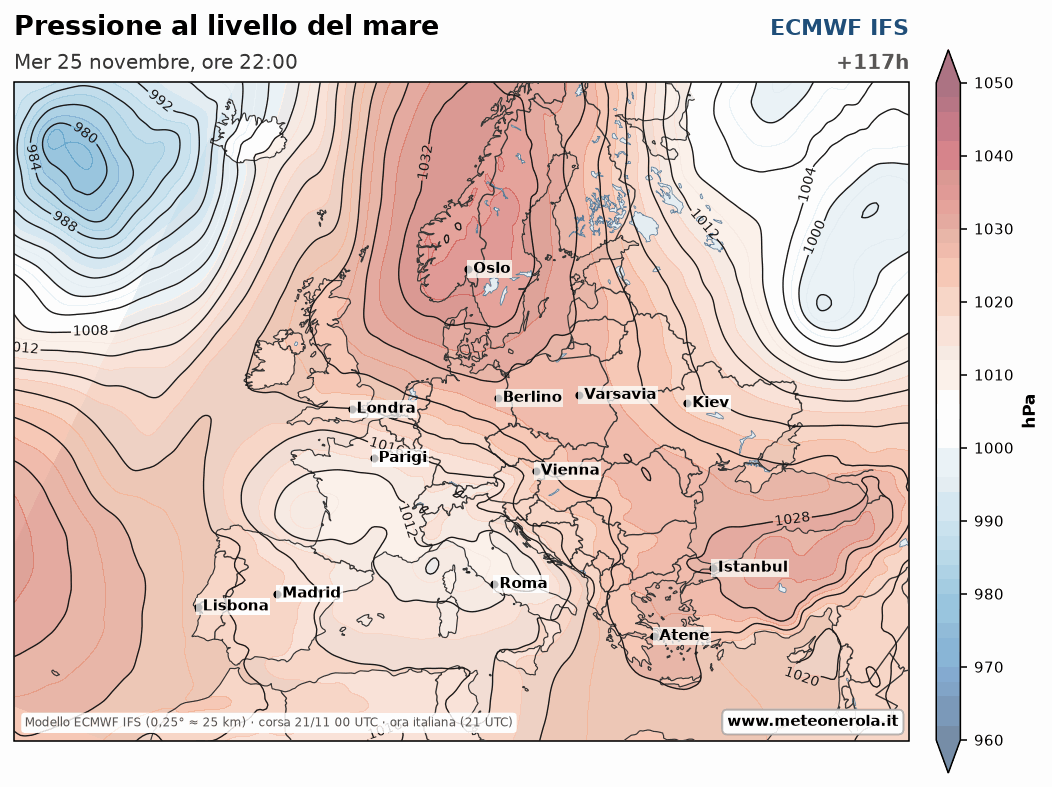 Pressione al livello del mare
ECMWF IFS
Mer 25 novembre, ore 22:00
+117h
992
980
984
988
1008
012
1032
1004
1000
1012
Oslo
Londra
Berlino
Varsavia
Kiev
Parigi
Vienna
1012
1028
Istanbul
Roma
Madrid
Lisbona
Atene
1020
Modello ECMWF IFS (0,25° ≈ 25 km) · corsa 21/11 00 UTC · ora italiana (21 UTC)
www.meteonerola.it
1050
1040
1030
1020
1010
1000
990
980
970
960
hPa